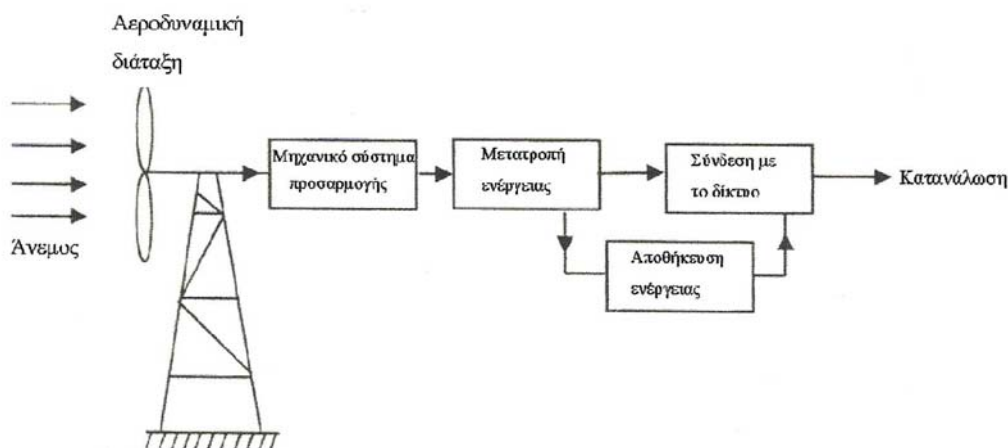 Αεροδυναμική
διάταξη
Άνεμος
Μηχανικό σύστημα
προσαρμογής
Μετατροπή
ενέργειας
Σύνδεση με
το δίκτυο
Κατανάλωση
Αποθήκευση
ενέργειας